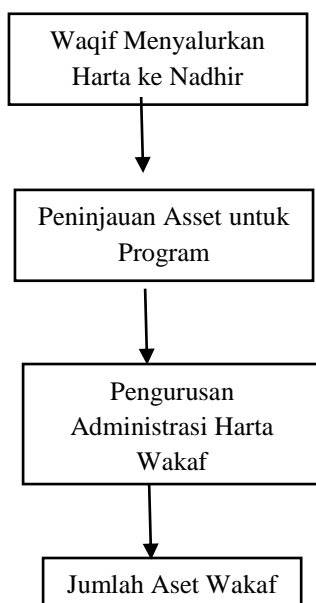 Waqif Menyalurkan
Harta ke Nadhir
Peninjauan Asset untuk
Program
Pengurusan
Administrasi Harta
Wakaf
Jumlah Aset Wakaf